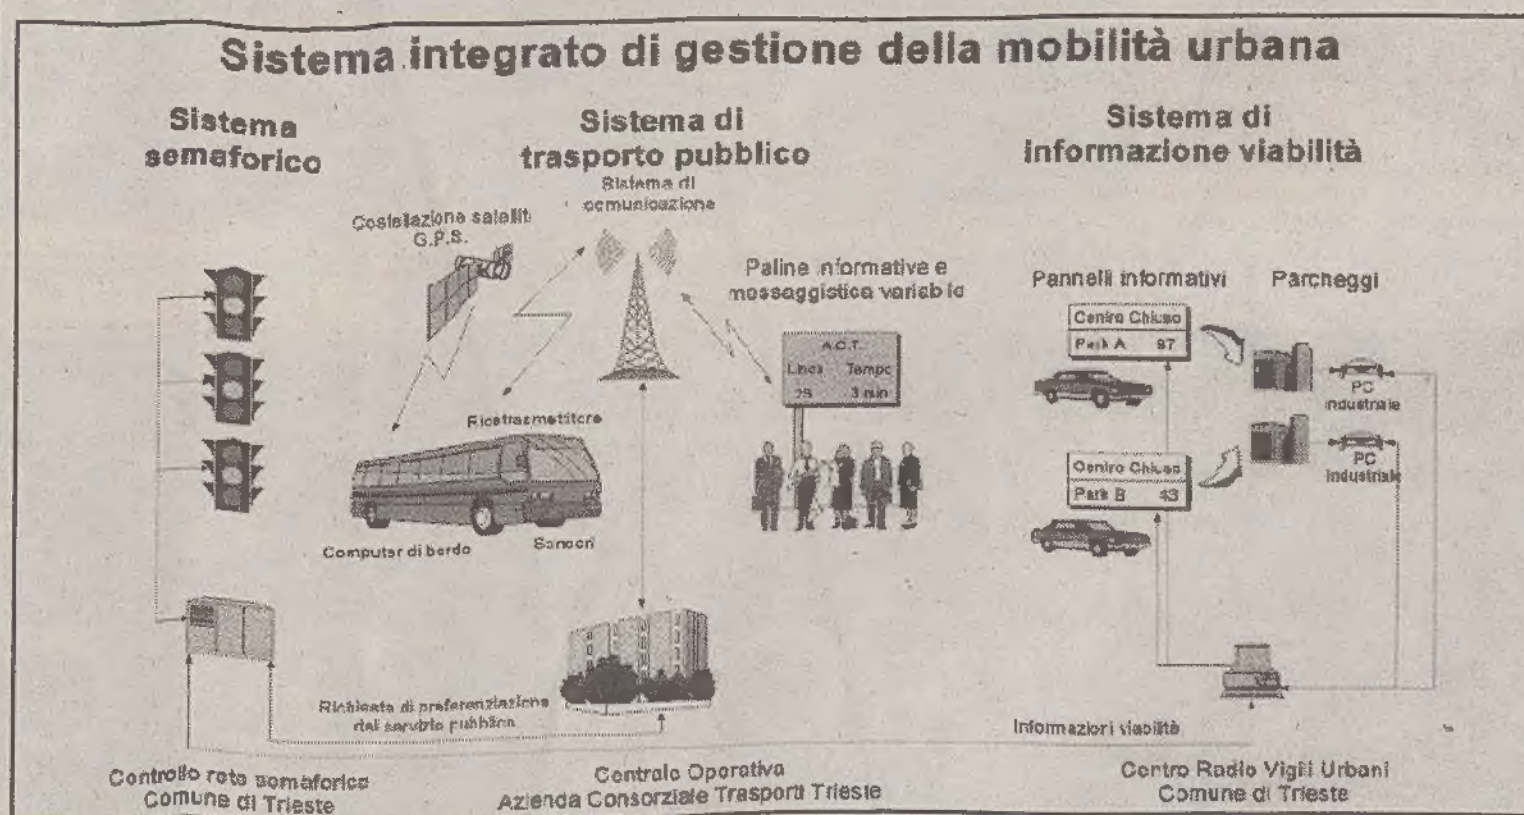 Sistema integrato di gestione della mobilità urbana
Sistema
semaforico
Sistema di
trasporto pubblico
Sistema di
informazione viabilità
Sistema di
comunicazione
Costellazione satelliti
G.P.S.
Paline informative e
messaggistica variabile
A.C.T.
Linea Tempo
29 3 min
Pannelli informativi
Parcheggi
Centro Chiuso
Park A 97
PC
industriale
Centro Chiuso
Park B 43
PC
industriale
Ricetrasmettitore
Computer di bordo
Sensori
Richiesta di preferenziazione
del servizio pubblico
Informazioni viabilità
Controllo rete semaforica
Comune di Trieste
Centrale Operativa
Azienda Consorziale Trasporti Trieste
Centro Radio Vigili Urbani
Comune di Trieste